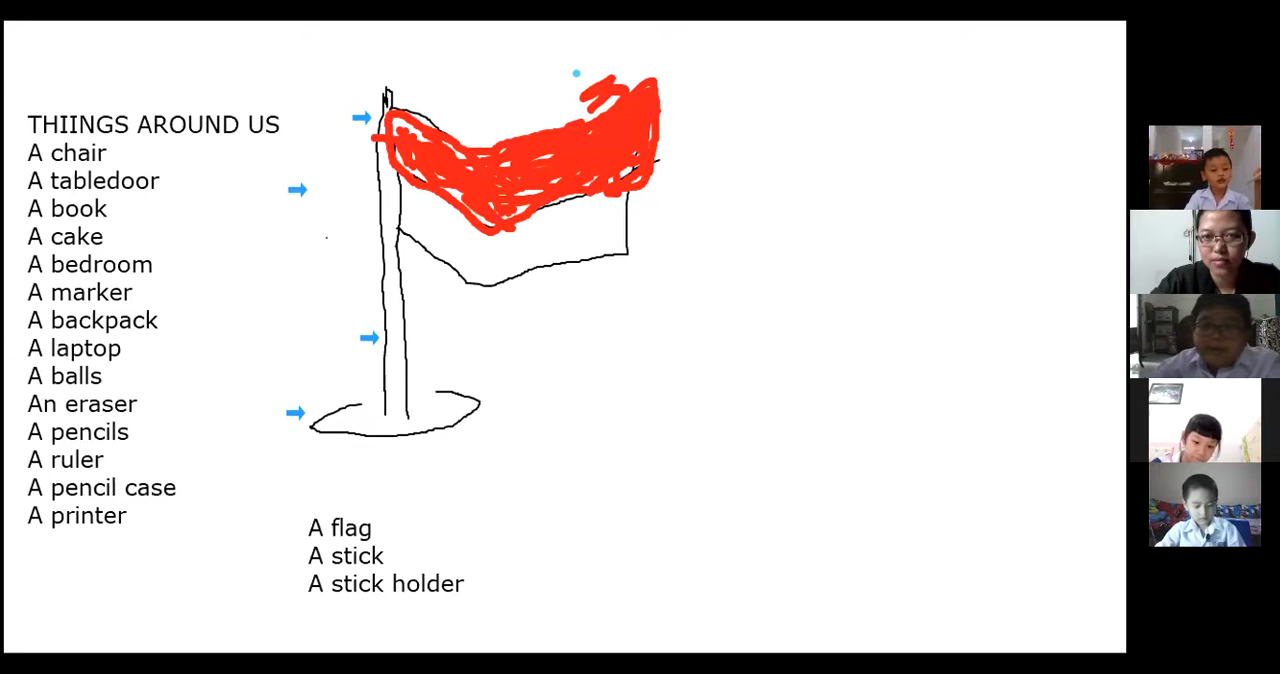 THIINGS AROUND US
A chair
A tabledoor
A book
A cake
A bedroom
A marker
A backpack
A laptop
A balls
An eraser
A pencils
A ruler
A pencil case
A printer
A flag
A stick
A stick holder